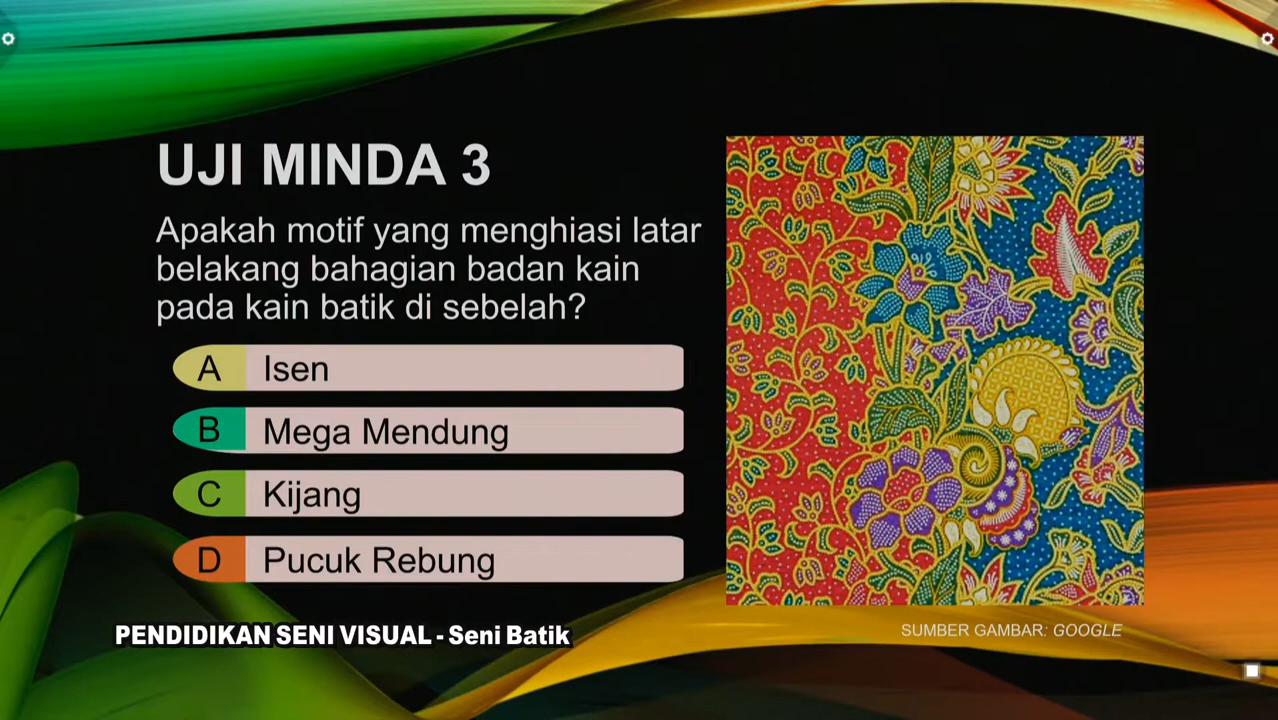 UJI MINDA 3
Apakah motif yang menghiasi latar
belakang bahagian badan kain
pada kain batik di sebelah?
A Isen
B Mega Mendung
C Kijang
D Pucuk Rebung
PENDIDIKAN SENI VISUAL - Seni Batik
SUMBER GAMBAR: GOOGLE